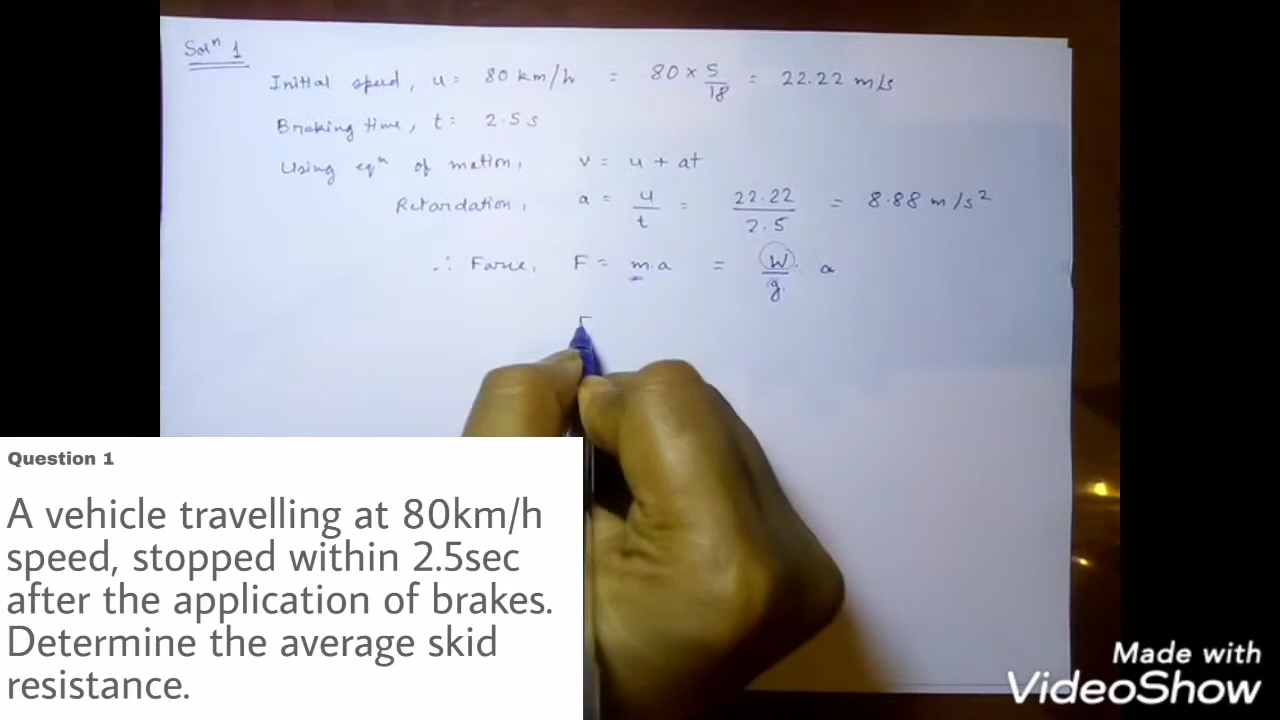 Solⁿ 1
Initial speed, u = 80 km/h = 80 × 5/18 = 22.22 m/s
Braking time, t = 2.5 s
Using eqⁿ of motion, v = u + at
Retardation, a = u/t = 22.22/2.5 = 8.88 m/s²
∴ Force, F = m.a = W/g. a
Question 1
A vehicle travelling at 80km/h
speed, stopped within 2.5sec
after the application of brakes.
Determine the average skid
resistance.
Made with
VideoShow